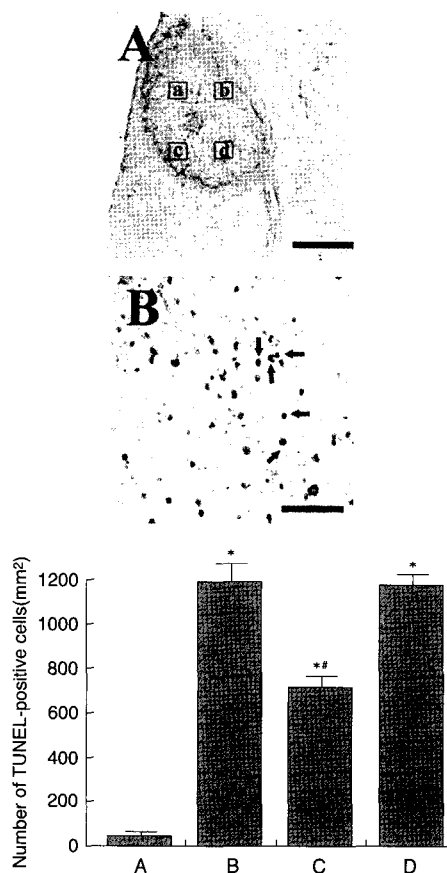 A
a b
c d
B
Number of TUNEL-positive cells(mm²)
1200
1000
800
600
400
200
0
*
*#
*
A B C D